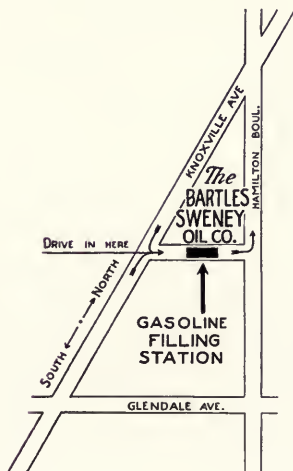 KNOXVILLE AVE
HAMILTON BOUL.
The
BARTLES
SWENEY
OIL CO.
DRIVE IN HERE
SOUTH
NORTH
GASOLINE
FILLING
STATION
GLENDALE AVE.